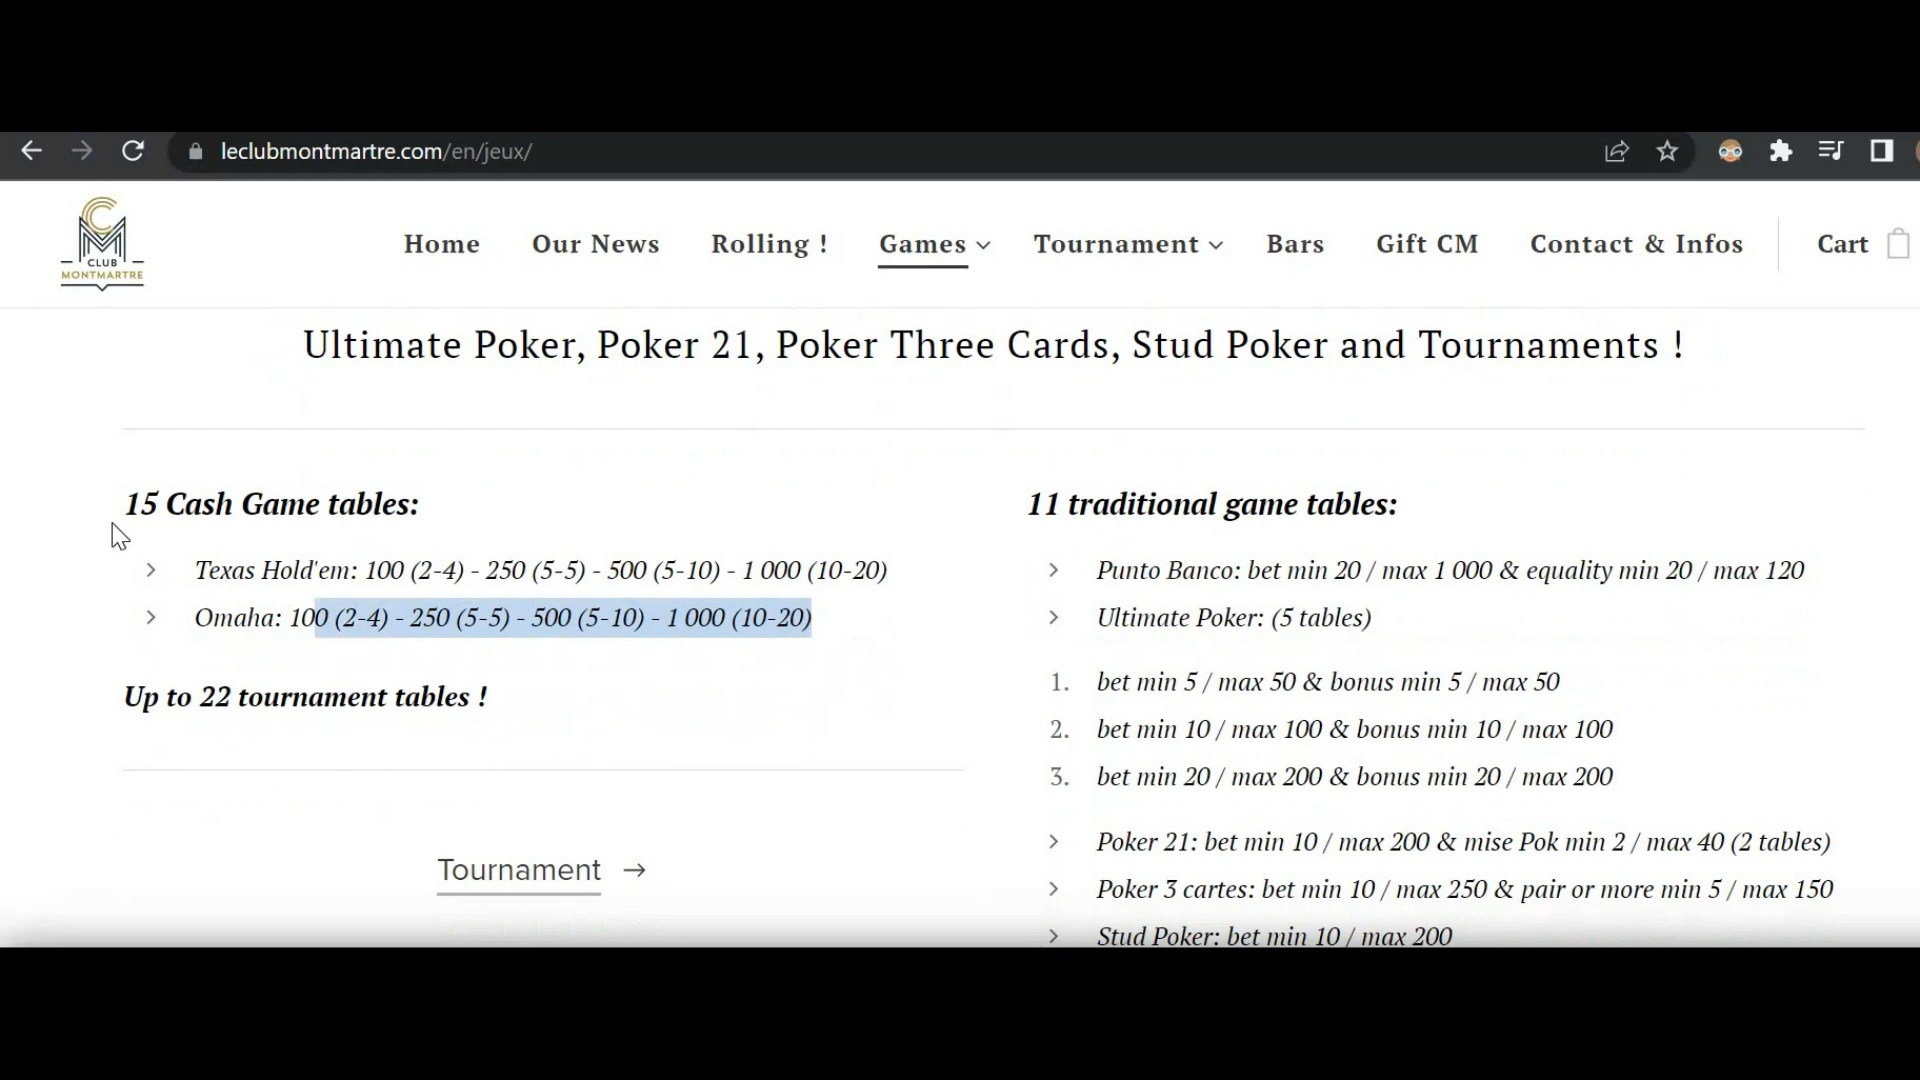 leclubmontmartre.com/en/jeux/
CLUB
MONTMARTRE
Home Our News Rolling ! Games Tournament Bars Gift CM Contact & Infos Cart
Ultimate Poker, Poker 21, Poker Three Cards, Stud Poker and Tournaments !
15 Cash Game tables:
Texas Hold'em: 100 (2-4) - 250 (5-5) - 500 (5-10) - 1 000 (10-20)
Omaha: 100 (2-4) - 250 (5-5) - 500 (5-10) - 1 000 (10-20)
Up to 22 tournament tables !
Tournament →
11 traditional game tables:
Punto Banco: bet min 20 / max 1 000 & equality min 20 / max 120
Ultimate Poker: (5 tables)
1. bet min 5 / max 50 & bonus min 5 / max 50
2. bet min 10 / max 100 & bonus min 10 / max 100
3. bet min 20 / max 200 & bonus min 20 / max 200
Poker 21: bet min 10 / max 200 & mise Pok min 2 / max 40 (2 tables)
Poker 3 cartes: bet min 10 / max 250 & pair or more min 5 / max 150
Stud Poker: bet min 10 / max 200